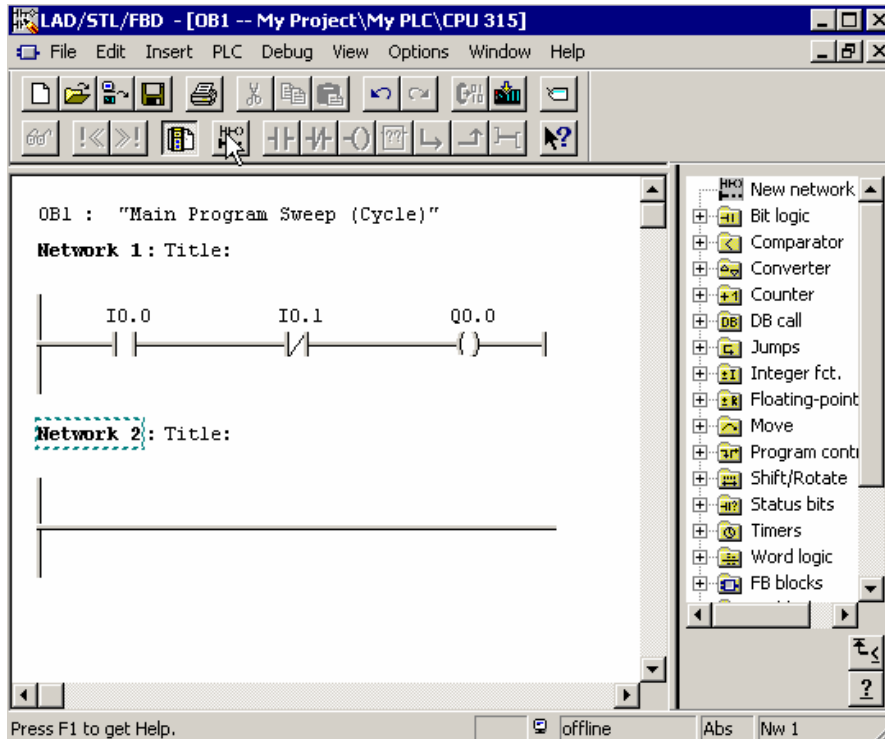 LAD/STL/FBD - [OB1 -- My Project\My PLC\CPU 315]
File Edit Insert PLC Debug View Options Window Help
OB1 : "Main Program Sweep (Cycle)"
Network 1 : Title:
I0.0 I0.1 Q0.0
Network 2 : Title:
New network
Bit logic
Comparator
Converter
Counter
DB call
Jumps
Integer fct.
Floating-point
Move
Program contr
Shift/Rotate
Status bits
Timers
Word logic
FB blocks
Press F1 to get Help.
offline
Abs
Nw 1